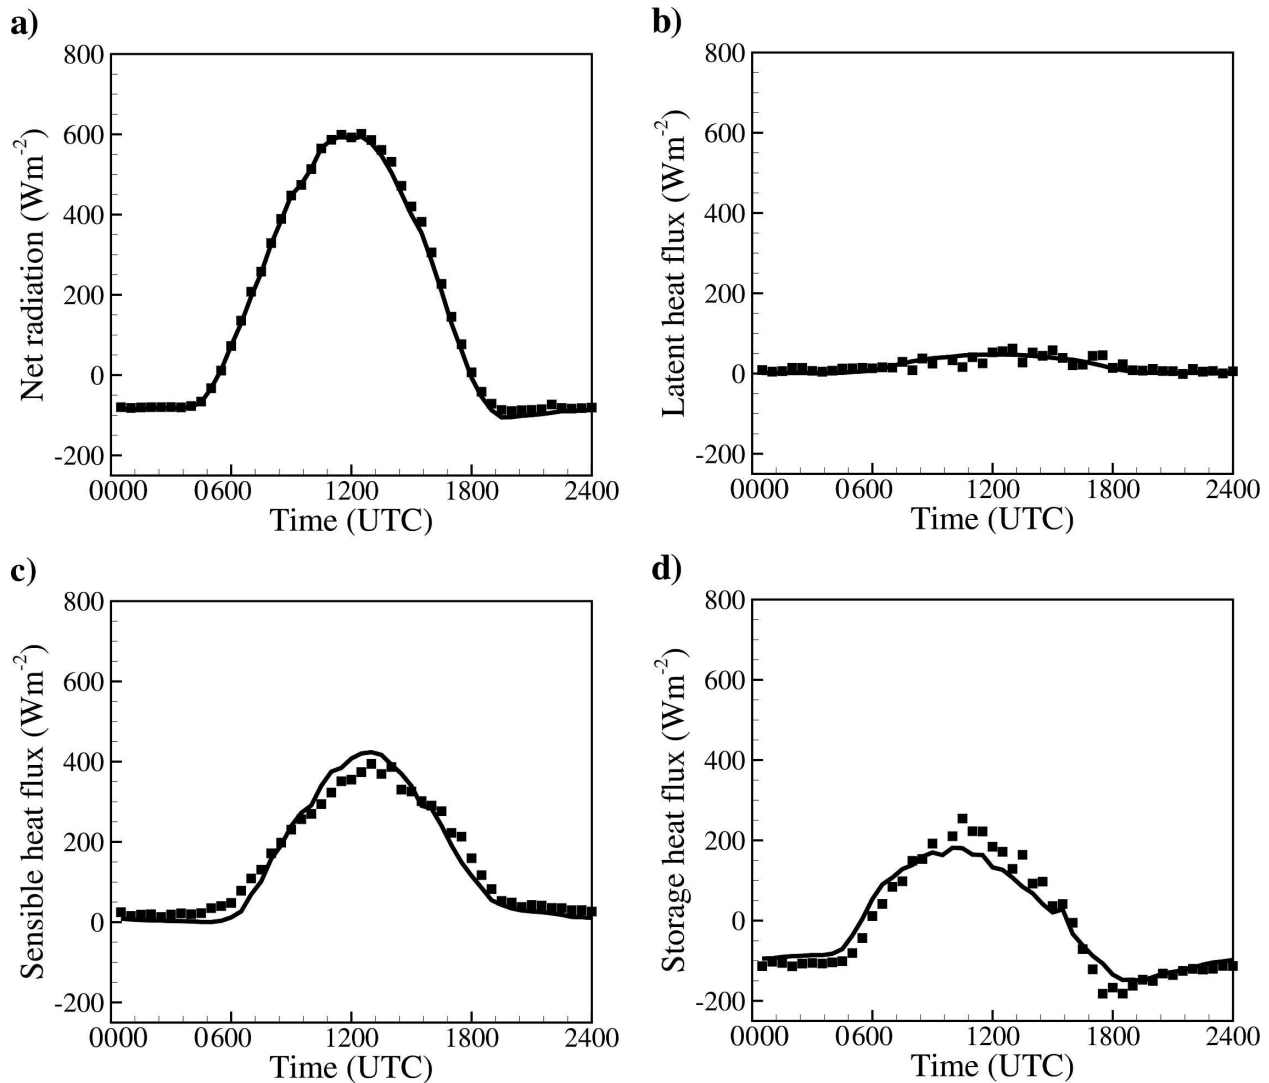 a)
800
600
400
200
0
-200
Net radiation (Wm-2)
0000 0600 1200 1800 2400
Time (UTC)
b)
800
600
400
200
0
-200
Latent heat flux (Wm-2)
0000 0600 1200 1800 2400
Time (UTC)
c)
800
600
400
200
0
-200
Sensible heat flux (Wm-2)
0000 0600 1200 1800 2400
Time (UTC)
d)
800
600
400
200
0
-200
Storage heat flux (Wm-2)
0000 0600 1200 1800 2400
Time (UTC)